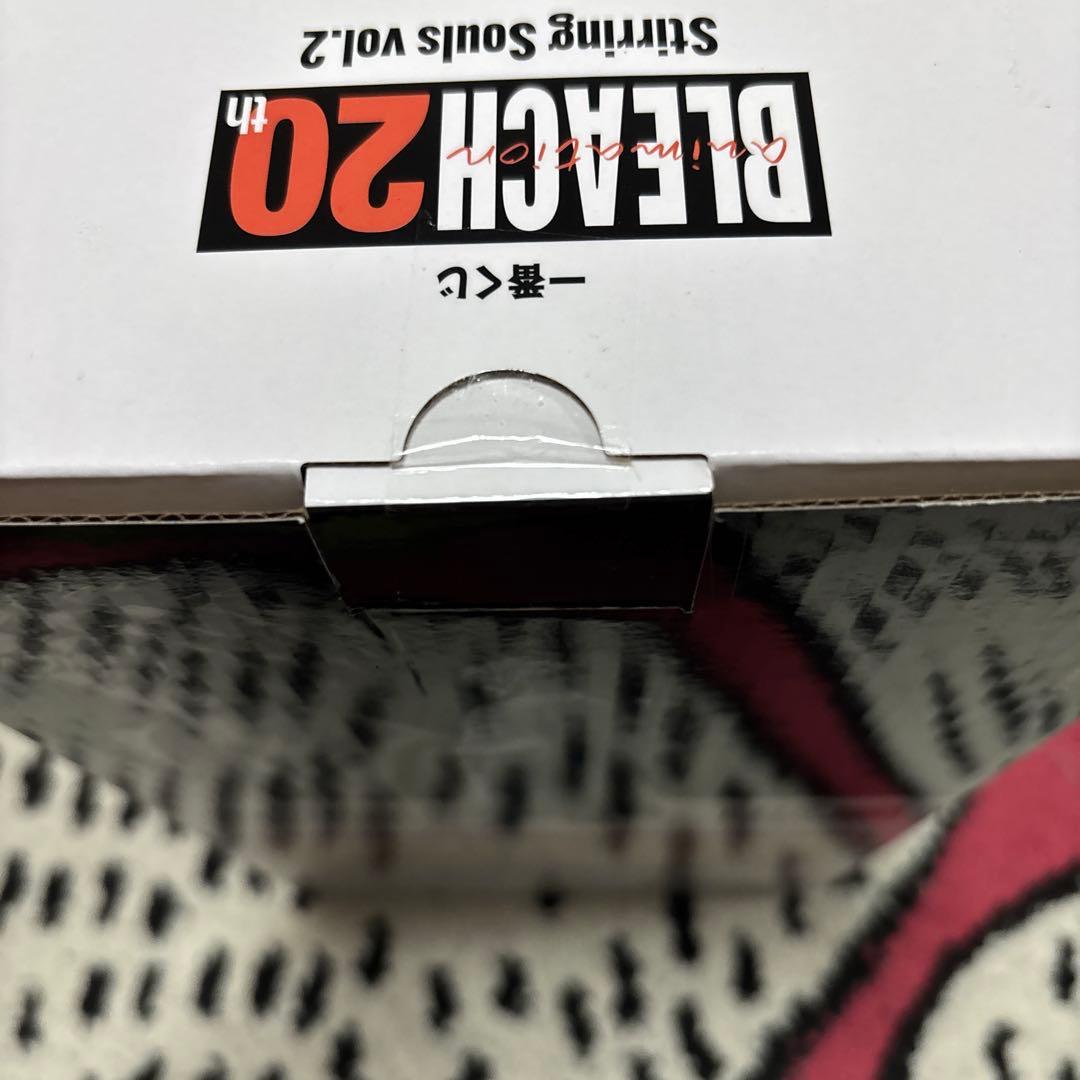 一番くじ
BLEACH 20th
animation
Stirring Souls vol.2